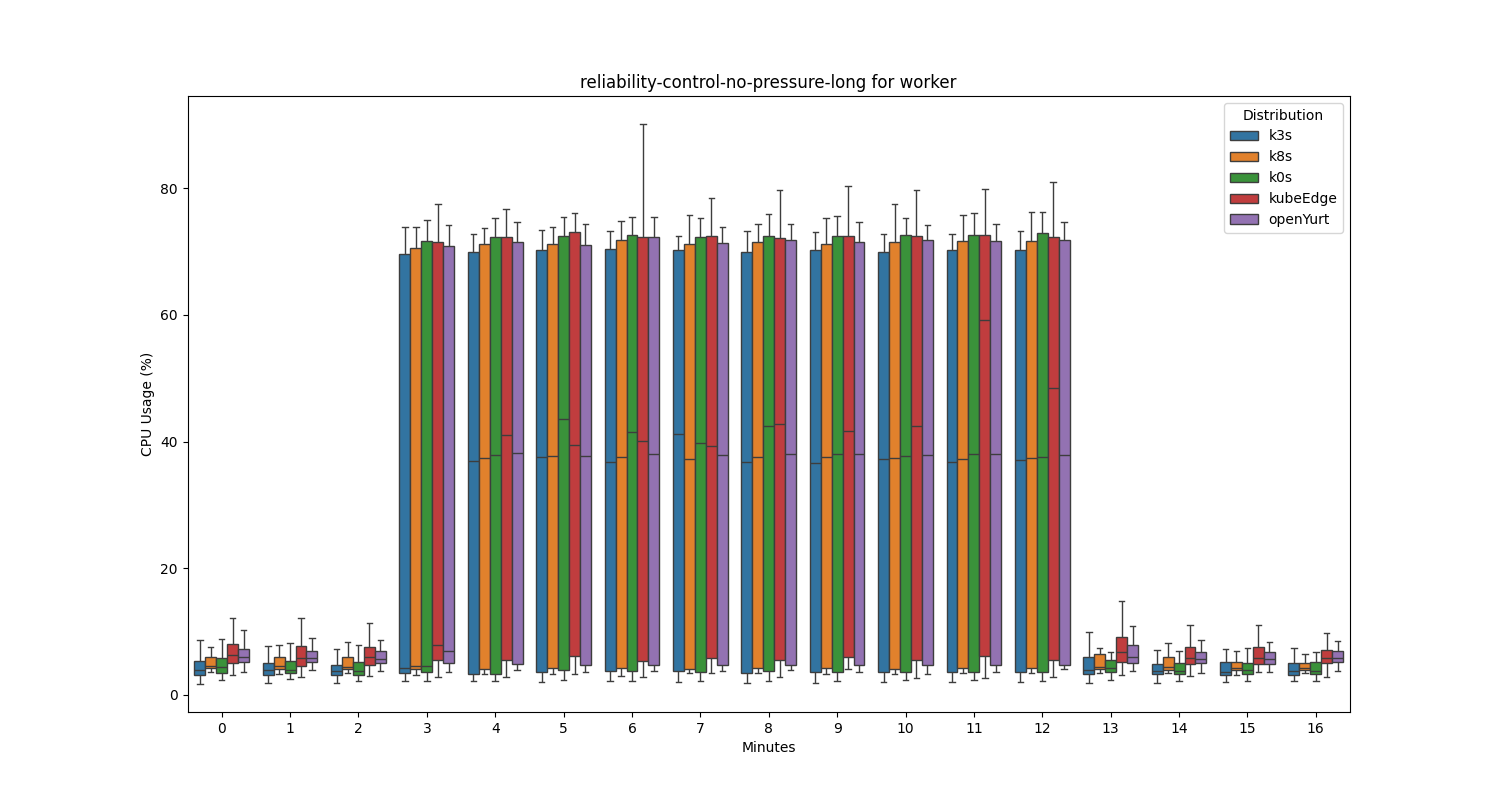 reliability-control-no-pressure-long for worker
Distribution
k3s
k8s
k0s
kubeEdge
openYurt
CPU Usage (%)
80
60
40
20
0
0 1 2 3 4 5 6 7 8 9 10 11 12 13 14 15 16
Minutes